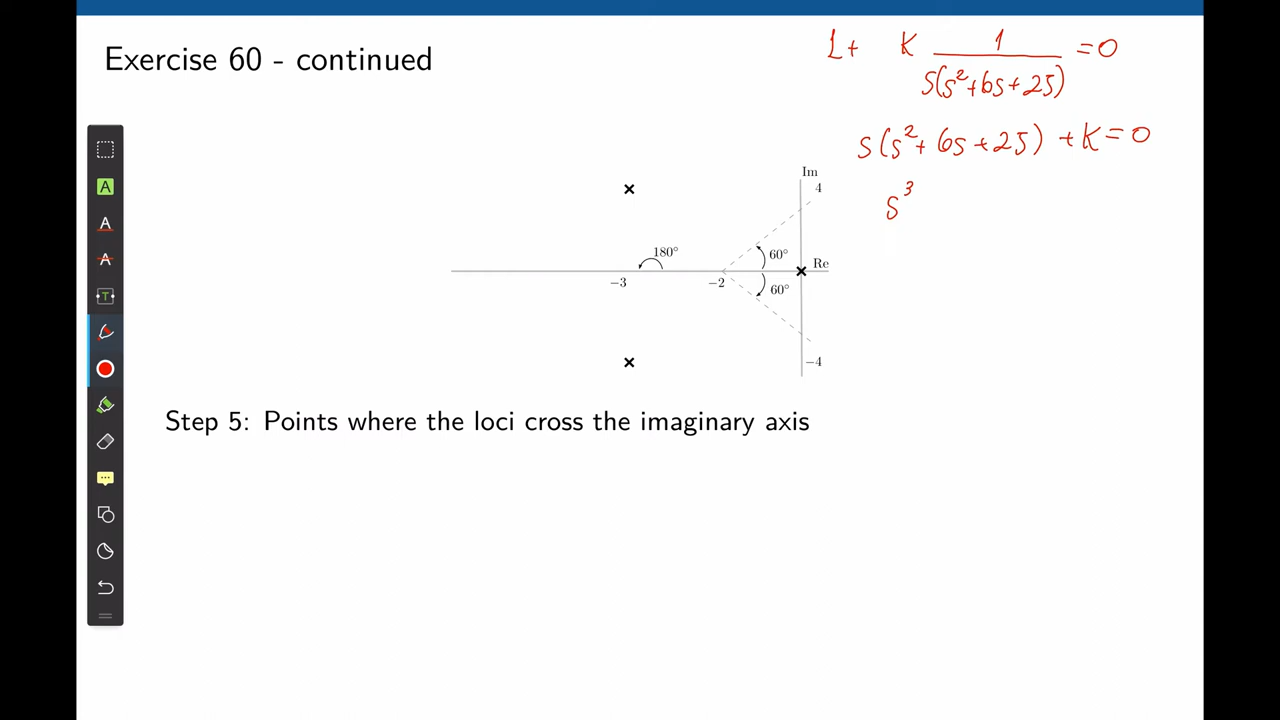 Exercise 60 - continued
1 + K 1 / s(s²+6s+25) = 0
s(s²+6s+25) + K = 0
s³
Im
4
180°
60°
Re
−3
−2
60°
−4
Step 5: Points where the loci cross the imaginary axis
A
A
A
T